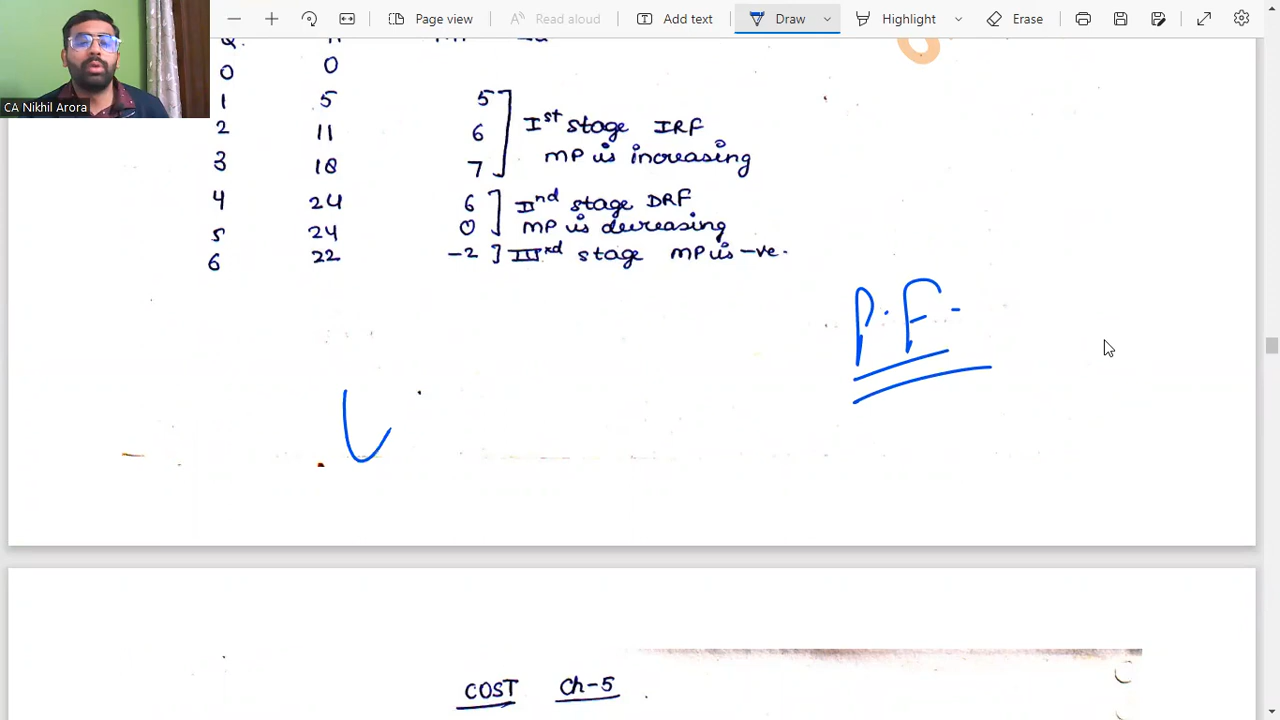 Page view
Read aloud
Add text
Draw
Highlight
Erase
CA Nikhil Arora
0 0
1 5 5
2 11 6 Ist stage IRF
3 18 7 MP is increasing
4 24 6 IInd stage DRF
5 24 0 MP is decreasing
6 22 -2 IIIrd stage MP is -ve.
P.F-
COST Ch-5